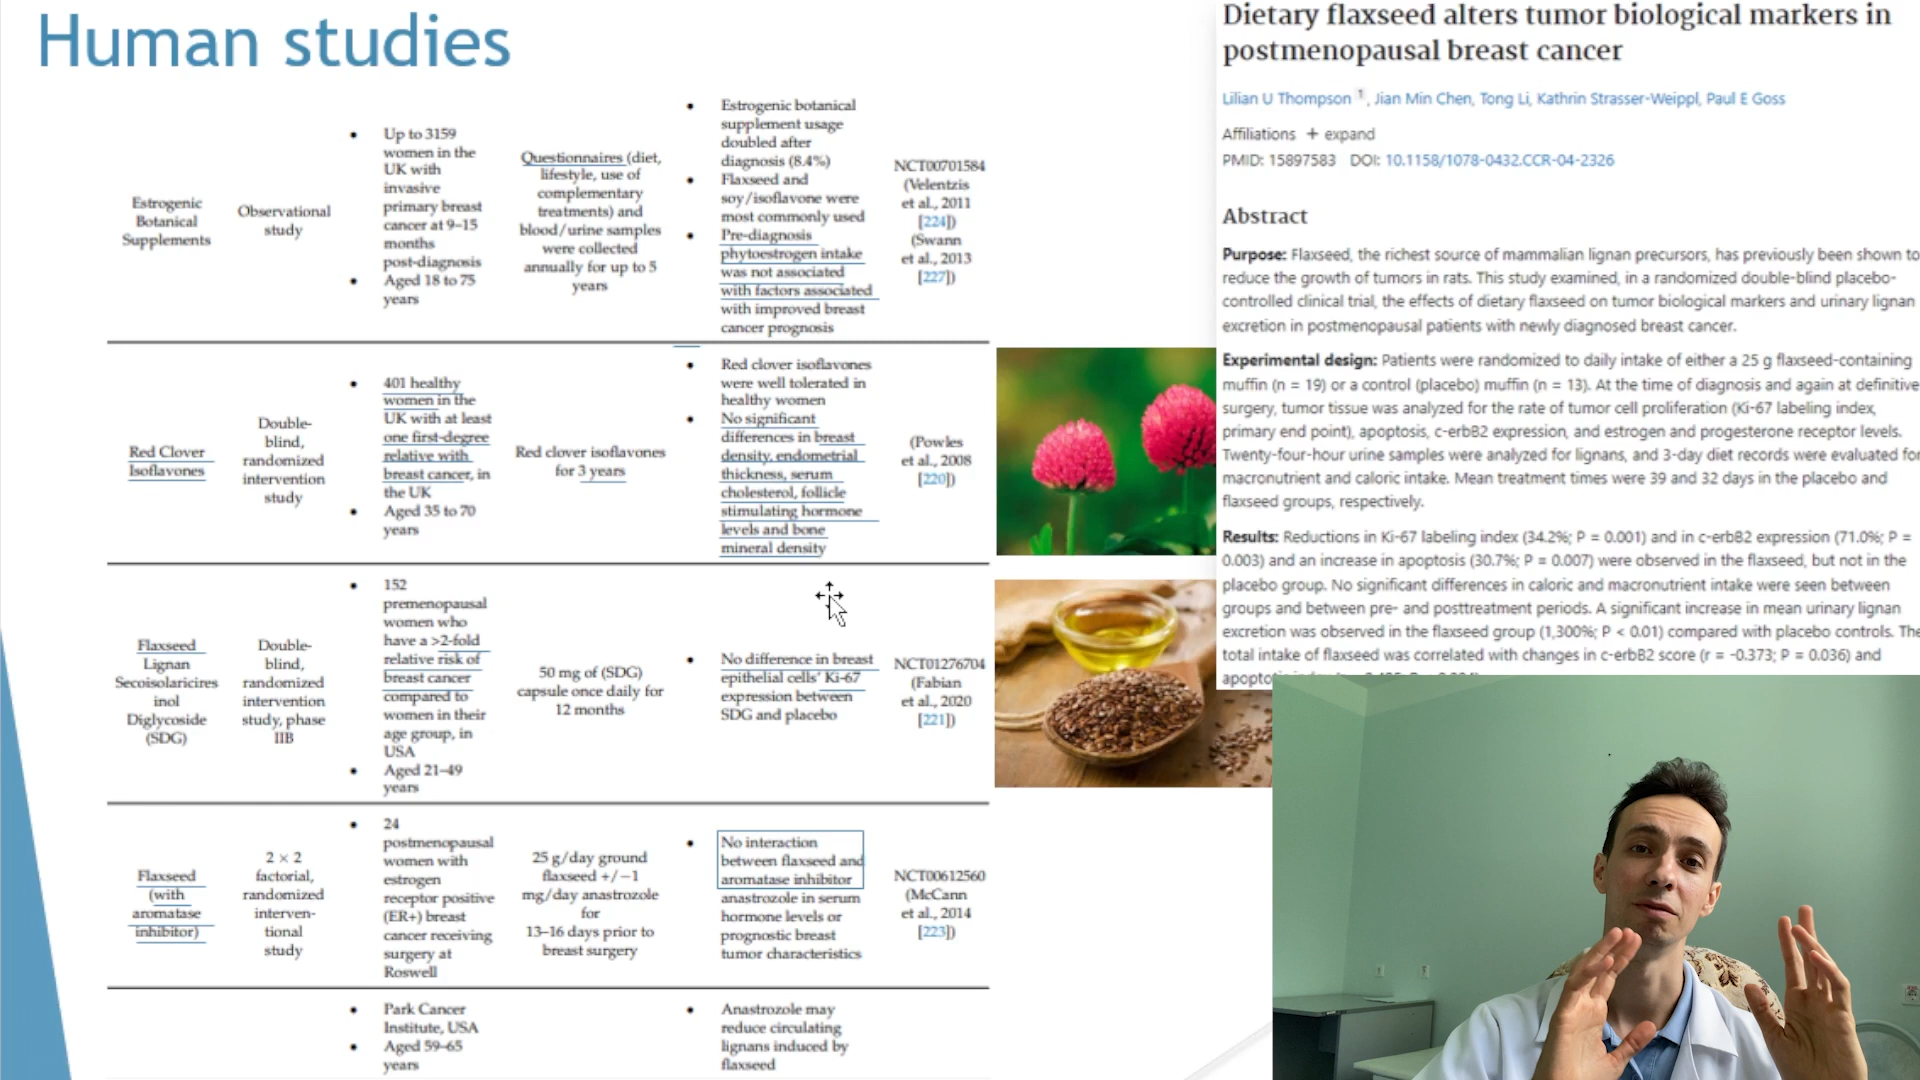 Human studies
Estrogenic
Botanical
Supplements
Observational
study
• Up to 3159
women in the
UK with
invasive
primary breast
cancer at 9–15
months
post-diagnosis
• Aged 18 to 75
years
Questionnaires (diet,
lifestyle, use of
complementary
treatments) and
blood/urine samples
were collected
annually for up to 5
years
• Estrogenic botanical
supplement usage
doubled after
diagnosis (8.4%)
• Flaxseed and
soy/isoflavone were
most commonly used
• Pre-diagnosis
phytoestrogen intake
was not associated
with factors associated
with improved breast
cancer prognosis
NCT00701584
(Velentzis
et al., 2011
[224])
(Swann
et al., 2013
[227])
Red Clover
Isoflavones
Double-
blind,
randomized
intervention
study
• 401 healthy
women in the
UK with at least
one first-degree
relative with
breast cancer, in
the UK
• Aged 35 to 70
years
Red clover isoflavones
for 3 years
• Red clover isoflavones
were well tolerated in
healthy women
• No significant
differences in breast
density, endometrial
thickness, serum
cholesterol, follicle
stimulating hormone
levels and bone
mineral density
(Powles
et al., 2008
[220])
Flaxseed
Lignan
Secoisolaricires
inol
Diglycoside
(SDG)
Double-
blind,
randomized
intervention
study, phase
IIB
• 152
premenopausal
women who
have a >2-fold
relative risk of
breast cancer
compared to
women in their
age group, in
USA
• Aged 21–49
years
50 mg of (SDG)
capsule once daily for
12 months
• No difference in breast
epithelial cells' Ki-67
expression between
SDG and placebo
NCT01276704
(Fabian
et al., 2020
[221])
Flaxseed
(with
aromatase
inhibitor)
2 × 2
factorial,
randomized
interven-
tional
study
• 24
postmenopausal
women with
estrogen
receptor positive
(ER+) breast
cancer receiving
surgery at
Roswell
25 g/day ground
flaxseed +/−1
mg/day anastrozole
for
13–16 days prior to
breast surgery
• No interaction
between flaxseed and
aromatase inhibitor
anastrozole in serum
hormone levels or
prognostic breast
tumor characteristics
NCT00612560
(McCann
et al., 2014
[223])
• Park Cancer
Institute, USA
• Aged 59–65
years
• Anastrozole may
reduce circulating
lignans induced by
flaxseed
Dietary flaxseed alters tumor biological markers in
postmenopausal breast cancer
Lilian U Thompson 1, Jian Min Chen, Tong Li, Kathrin Strasser-Weippl, Paul E Goss
Affiliations + expand
PMID: 15897583 DOI: 10.1158/1078-0432.CCR-04-2326
Abstract
Purpose: Flaxseed, the richest source of mammalian lignan precursors, has previously been shown to
reduce the growth of tumors in rats. This study examined, in a randomized double-blind placebo-
controlled clinical trial, the effects of dietary flaxseed on tumor biological markers and urinary lignan
excretion in postmenopausal patients with newly diagnosed breast cancer.
Experimental design: Patients were randomized to daily intake of either a 25 g flaxseed-containing
muffin (n = 19) or a control (placebo) muffin (n = 13). At the time of diagnosis and again at definitive
surgery, tumor tissue was analyzed for the rate of tumor cell proliferation (Ki-67 labeling index,
primary end point), apoptosis, c-erbB2 expression, and estrogen and progesterone receptor levels.
Twenty-four-hour urine samples were analyzed for lignans, and 3-day diet records were evaluated for
macronutrient and caloric intake. Mean treatment times were 39 and 32 days in the placebo and
flaxseed groups, respectively.
Results: Reductions in Ki-67 labeling index (34.2%; P = 0.001) and in c-erbB2 expression (71.0%; P =
0.003) and an increase in apoptosis (30.7%; P = 0.007) were observed in the flaxseed, but not in the
placebo group. No significant differences in caloric and macronutrient intake were seen between
groups and between pre- and posttreatment periods. A significant increase in mean urinary lignan
excretion was observed in the flaxseed group (1,300%; P < 0.01) compared with placebo controls. The
total intake of flaxseed was correlated with changes in c-erbB2 score (r = -0.373; P = 0.036) and